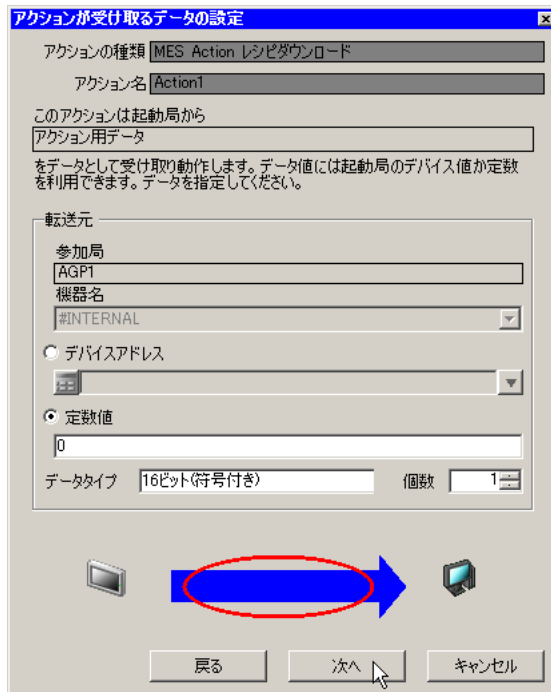 アクションが受け取るデータの設定
アクションの種類 MES Action レシピダウンロード
アクション名 Action1
このアクションは起動局から
アクション用データ
をデータとして受け取り動作します。データ値には起動局のデバイス値か定数
を利用できます。データを指定してください。
転送元
参加局
AGP1
機器名
#INTERNAL
デバイスアドレス
定数値
0
データタイプ 16ビット(符号付き) 個数 1
戻る 次へ キャンセル